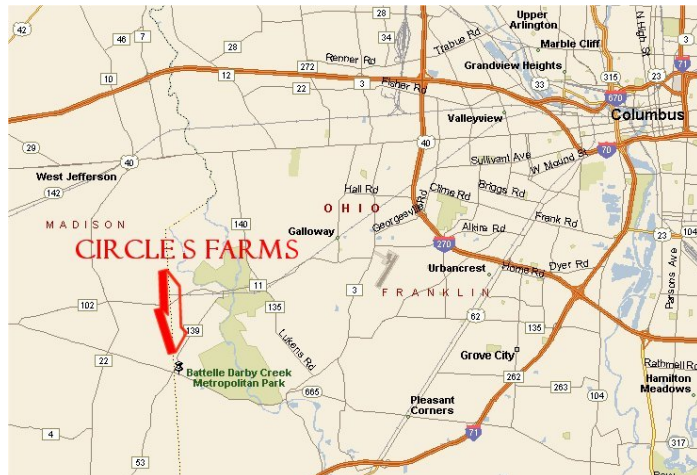 Upper
Arlington
28
3
46
7
28
Renner Rd
Trabue Rd
Marble Cliff
N High St
71
10
272
12
22
3
Fisher Rd
Grandview Heights
33
315
23
670
Valleyview
Columbus
29
40
40
Sullivant Ave
W Mound St
70
West Jefferson
142
Hall Rd
Clime Rd
Briggs Rd
OHIO
Georgesville Rd
Frank Rd
MADISON
140
Galloway
Alkire Rd
270
23
104
CIRCLE S FARMS
Urbancrest
Home Rd
Dyer Rd
Parsons Ave
11
3
FRANKLIN
102
135
135
62
139
Lukens Rd
22
Grove City
Rathmell Rd
Battelle Darby Creek
Metropolitan Park
262
262
Hamilton
Meadows
665
Pleasant
Corners
104
4
71
53